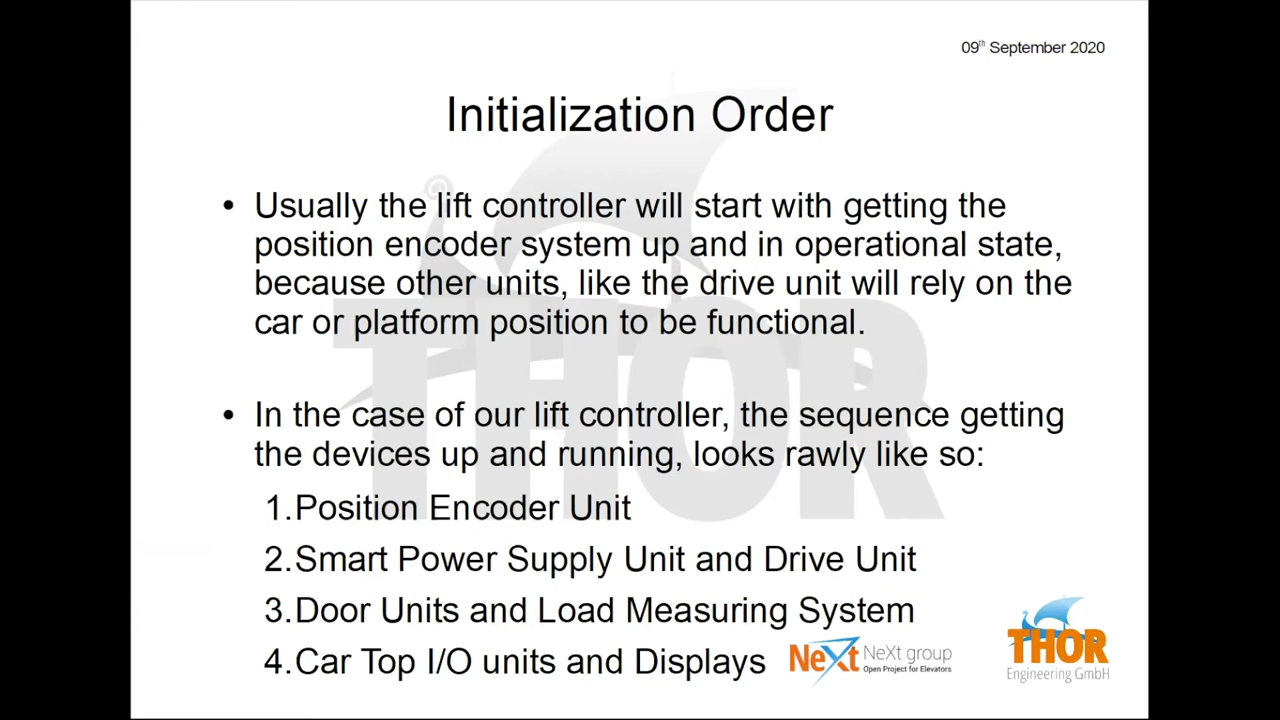 09th September 2020
Initialization Order
• Usually the lift controller will start with getting the
position encoder system up and in operational state,
because other units, like the drive unit will rely on the
car or platform position to be functional.
• In the case of our lift controller, the sequence getting
the devices up and running, looks rawly like so:
1.Position Encoder Unit
2.Smart Power Supply Unit and Drive Unit
3.Door Units and Load Measuring System
4.Car Top I/O units and Displays
NeXt NeXt group
Open Project for Elevators
THOR
Engineering GmbH
THOR